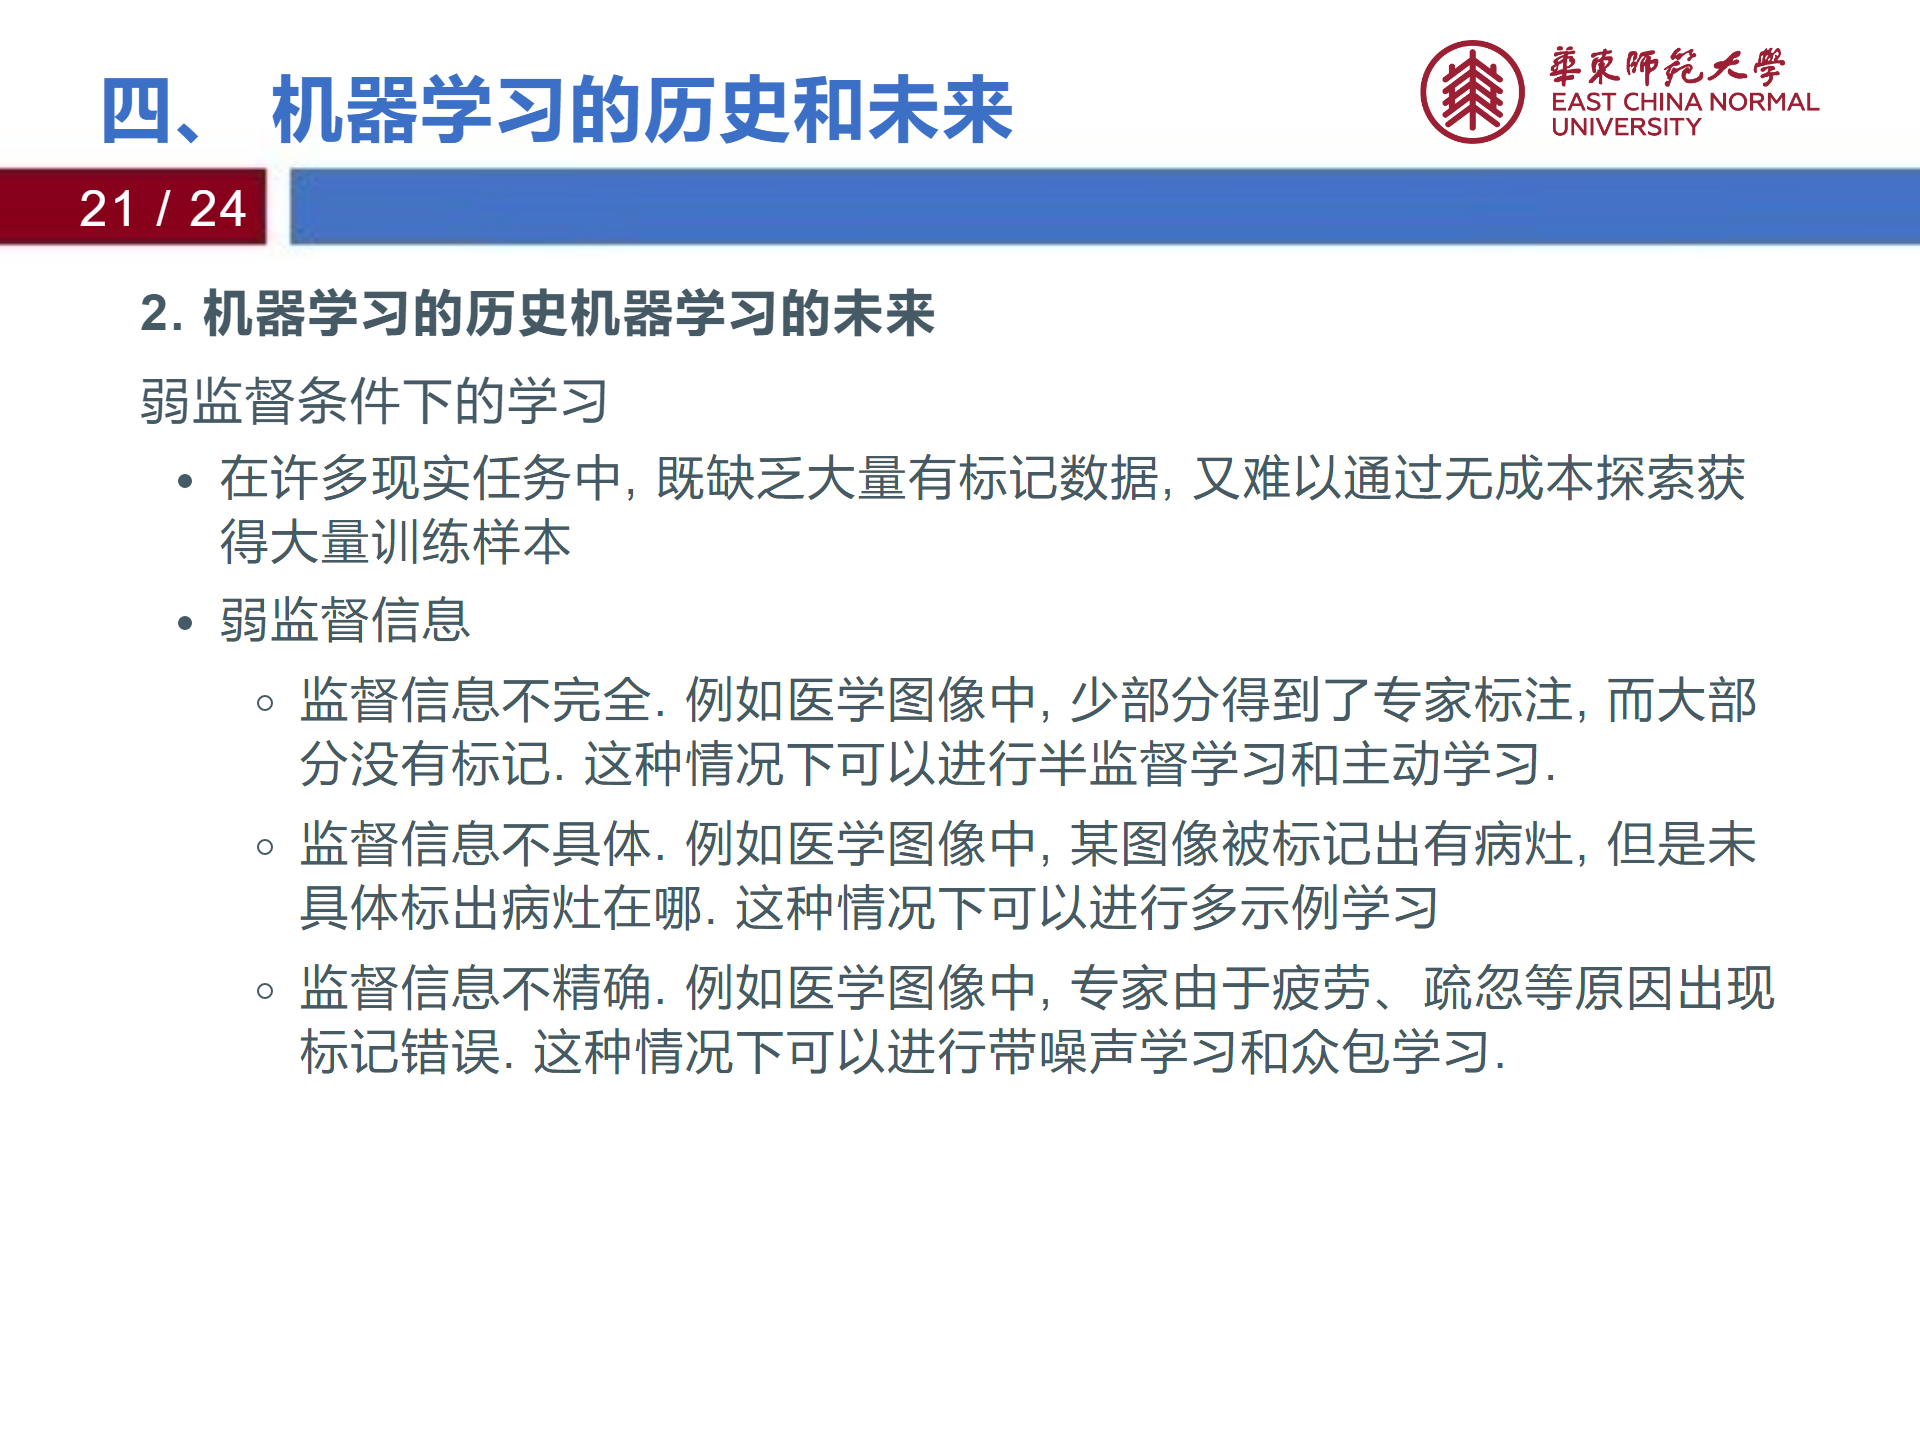 四、 机器学习的历史和未来
華東師範大學
EAST CHINA NORMAL
UNIVERSITY
21 / 24
2. 机器学习的历史机器学习的未来
弱监督条件下的学习
• 在许多现实任务中, 既缺乏大量有标记数据, 又难以通过无成本探索获
得大量训练样本
• 弱监督信息
○ 监督信息不完全. 例如医学图像中, 少部分得到了专家标注, 而大部
分没有标记. 这种情况下可以进行半监督学习和主动学习.
○ 监督信息不具体. 例如医学图像中, 某图像被标记出有病灶, 但是未
具体标出病灶在哪. 这种情况下可以进行多示例学习
○ 监督信息不精确. 例如医学图像中, 专家由于疲劳、疏忽等原因出现
标记错误. 这种情况下可以进行带噪声学习和众包学习.